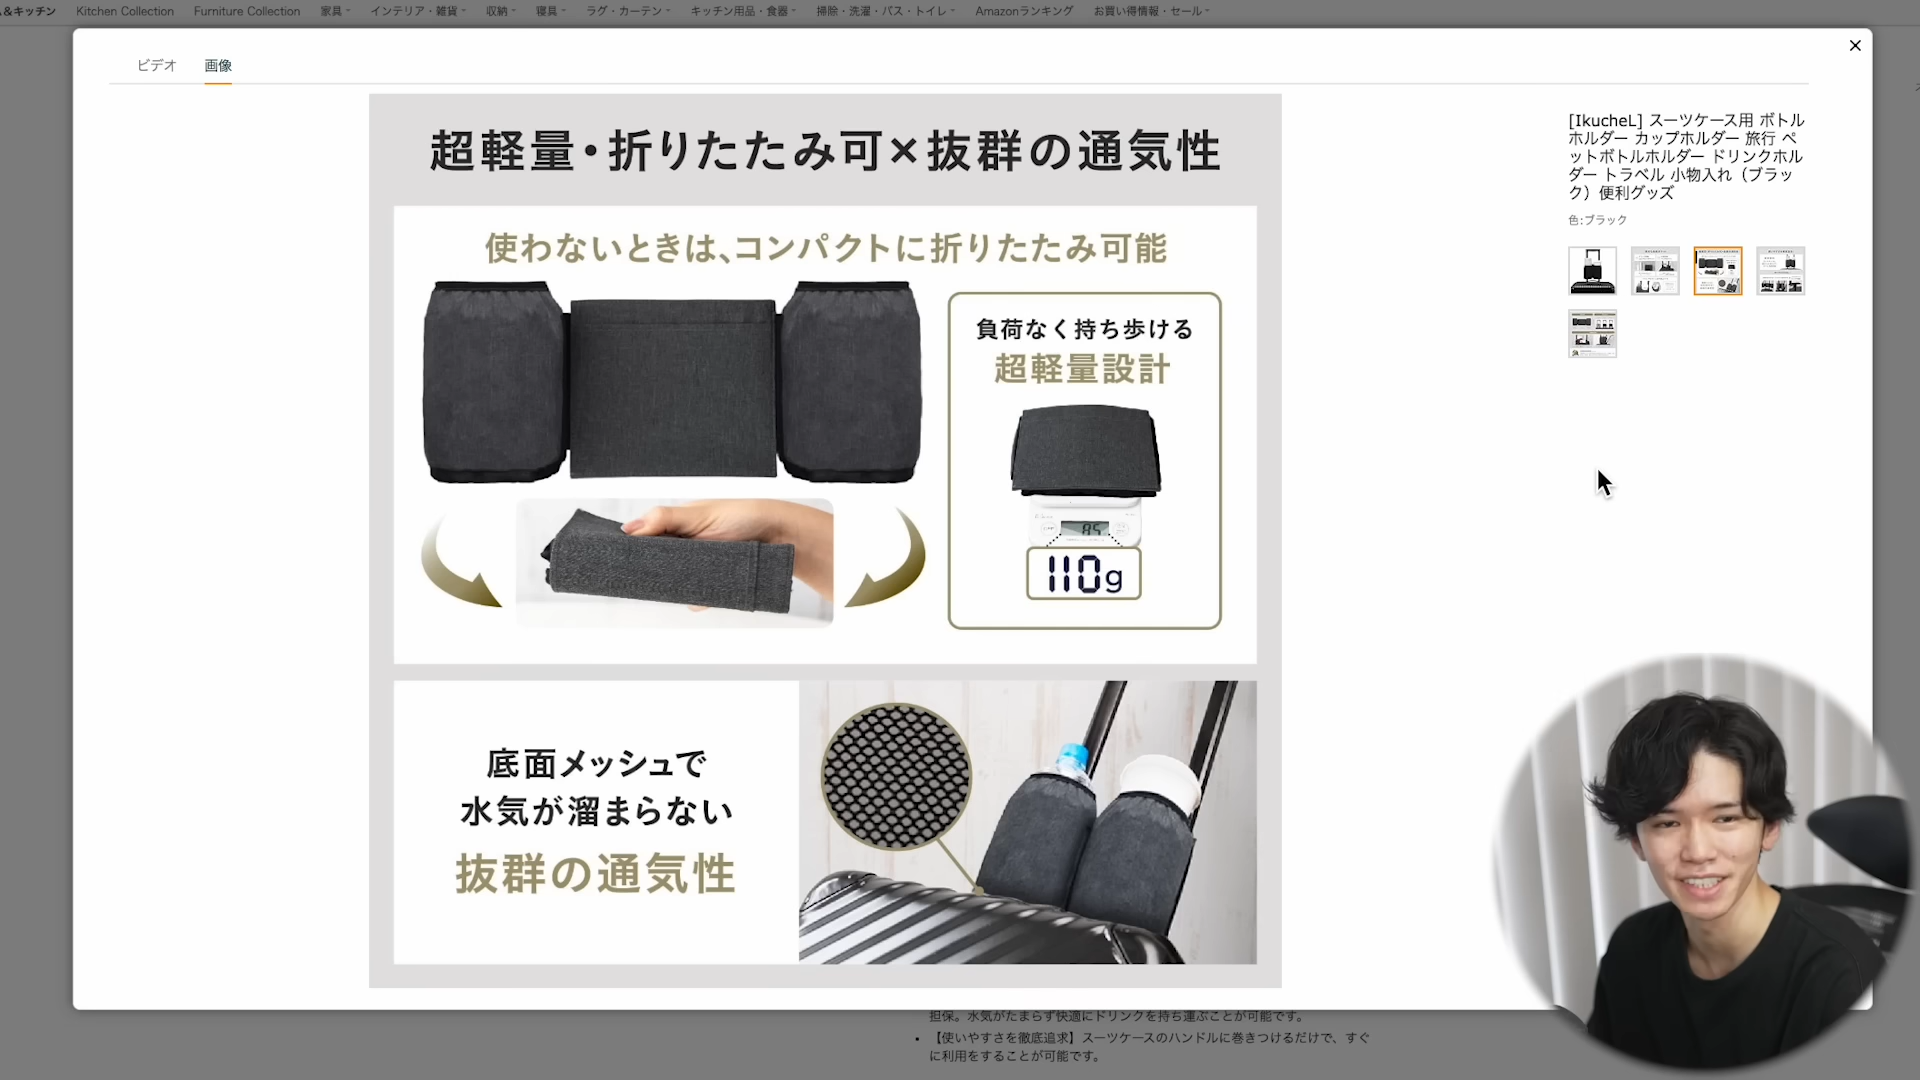 &キッチン Kitchen Collection Furniture Collection 家具 インテリア・雑貨 収納 寝具 ラグ・カーテン キッチン用品・食器 掃除・洗濯・バス・トイレ Amazonランキング お買い得情報・セール
ビデオ 画像
超軽量・折りたたみ可×抜群の通気性
使わないときは、コンパクトに折りたたみ可能
負荷なく持ち歩ける
超軽量設計
85
110g
底面メッシュで
水気が溜まらない
抜群の通気性
[IkucheL] スーツケース用 ボトル
ホルダー カップホルダー 旅行 ペ
ットボトルホルダー ドリンクホル
ダー トラベル 小物入れ（ブラッ
ク）便利グッズ
色:ブラック
担保。水気がたまらず快適にドリンクを持ち運ぶことが可能です。
【使いやすさを徹底追求】スーツケースのハンドルに巻きつけるだけで、すぐ
に利用をすることが可能です。